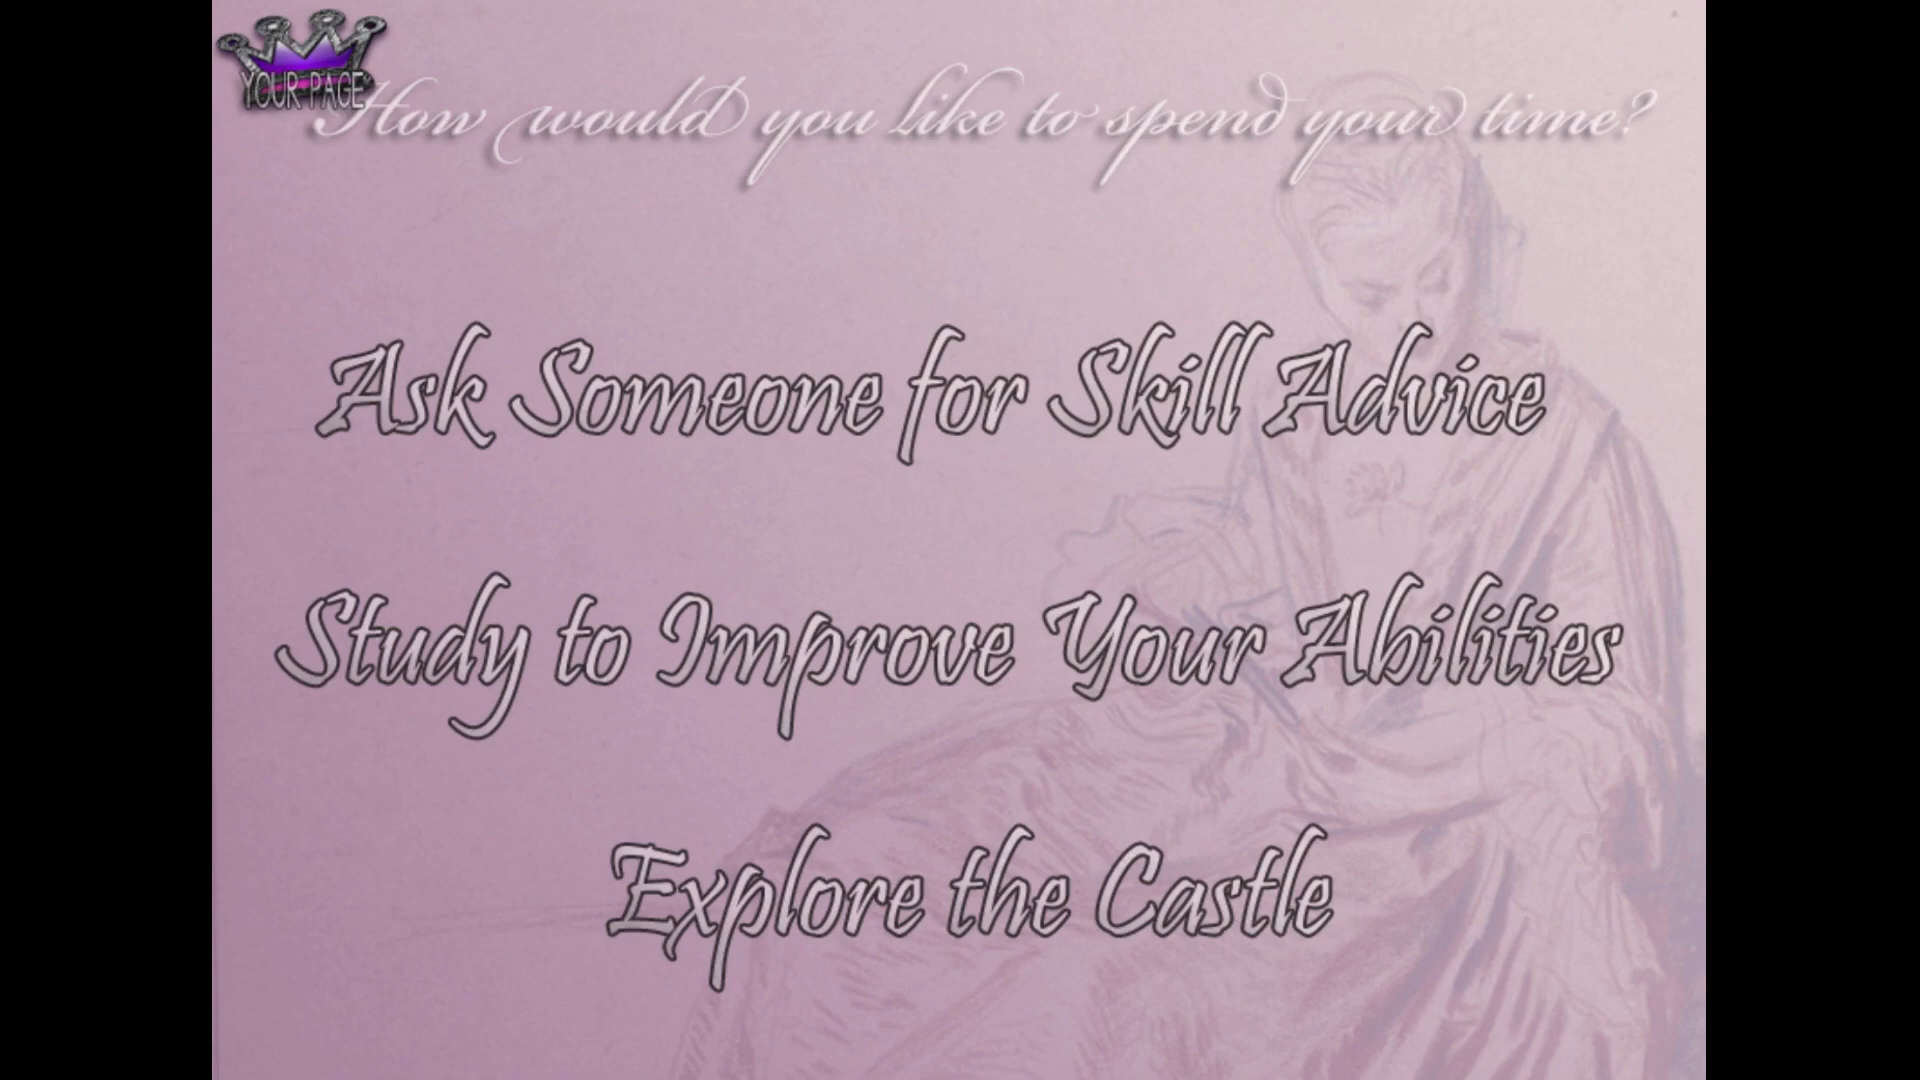 YOUR PAGE
How would you like to spend your time?
Ask Someone for Skill Advice
Study to Improve Your Abilities
Explore the Castle